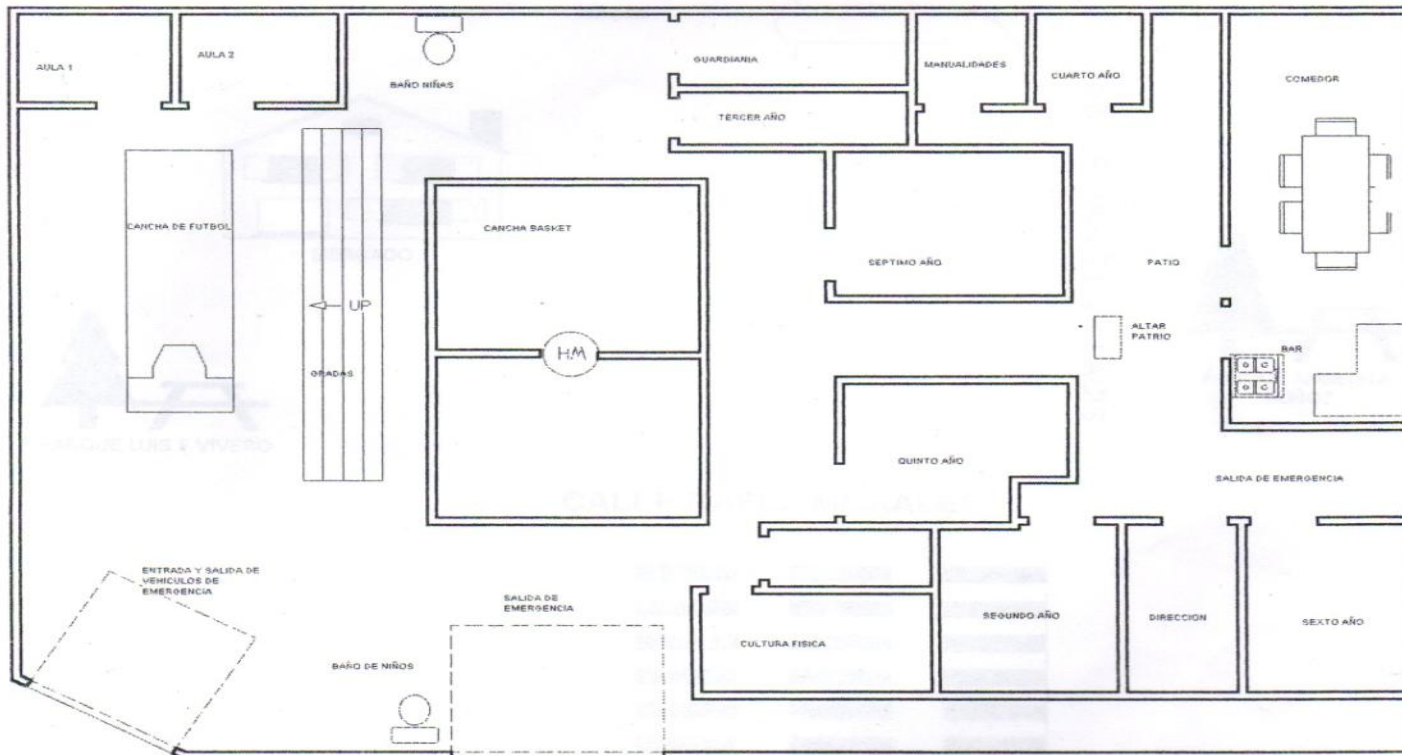 AULA 1
AULA 2
BAÑO NIÑAS
GUARDIANIA
MANUALIDADES
CUARTO AÑO
COMEDOR
TERCER AÑO
CANCHA DE FUTBOL
CANCHA BASKET
SEPTIMO AÑO
PATIO
UP
ALTAR
PATRIO
BAR
GRADAS
QUINTO AÑO
SALIDA DE EMERGENCIA
ENTRADA Y SALIDA DE
VEHICULOS DE
EMERGENCIA
SALIDA DE
EMERGENCIA
SEGUNDO AÑO
DIRECCION
SEXTO AÑO
CULTURA FISICA
BAÑO DE NIÑOS